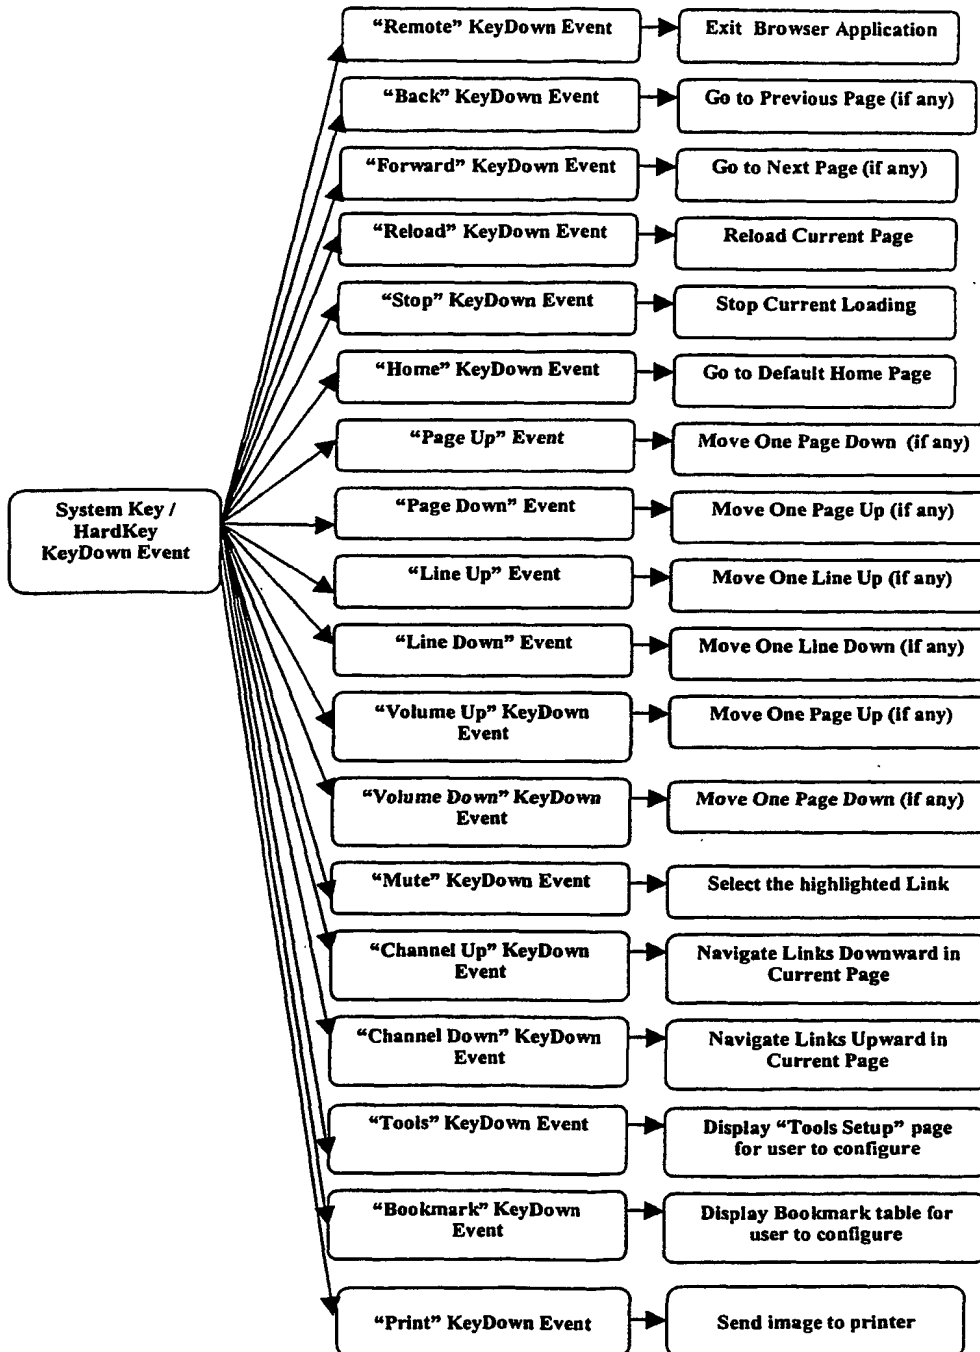 “Remote” KeyDown Event
Exit Browser Application
“Back” KeyDown Event
Go to Previous Page (if any)
“Forward” KeyDown Event
Go to Next Page (if any)
“Reload” KeyDown Event
Reload Current Page
“Stop” KeyDown Event
Stop Current Loading
“Home” KeyDown Event
Go to Default Home Page
“Page Up” Event
Move One Page Down (if any)
System Key /
HardKey
KeyDown Event
“Page Down” Event
Move One Page Up (if any)
“Line Up” Event
Move One Line Up (if any)
“Line Down” Event
Move One Line Down (if any)
“Volume Up” KeyDown
Event
Move One Page Up (if any)
“Volume Down” KeyDown
Event
Move One Page Down (if any)
“Mute” KeyDown Event
Select the highlighted Link
“Channel Up” KeyDown
Event
Navigate Links Downward in
Current Page
“Channel Down” KeyDown
Event
Navigate Links Upward in
Current Page
“Tools” KeyDown Event
Display “Tools Setup” page
for user to configure
“Bookmark” KeyDown
Event
Display Bookmark table for
user to configure
“Print” KeyDown Event
Send image to printer